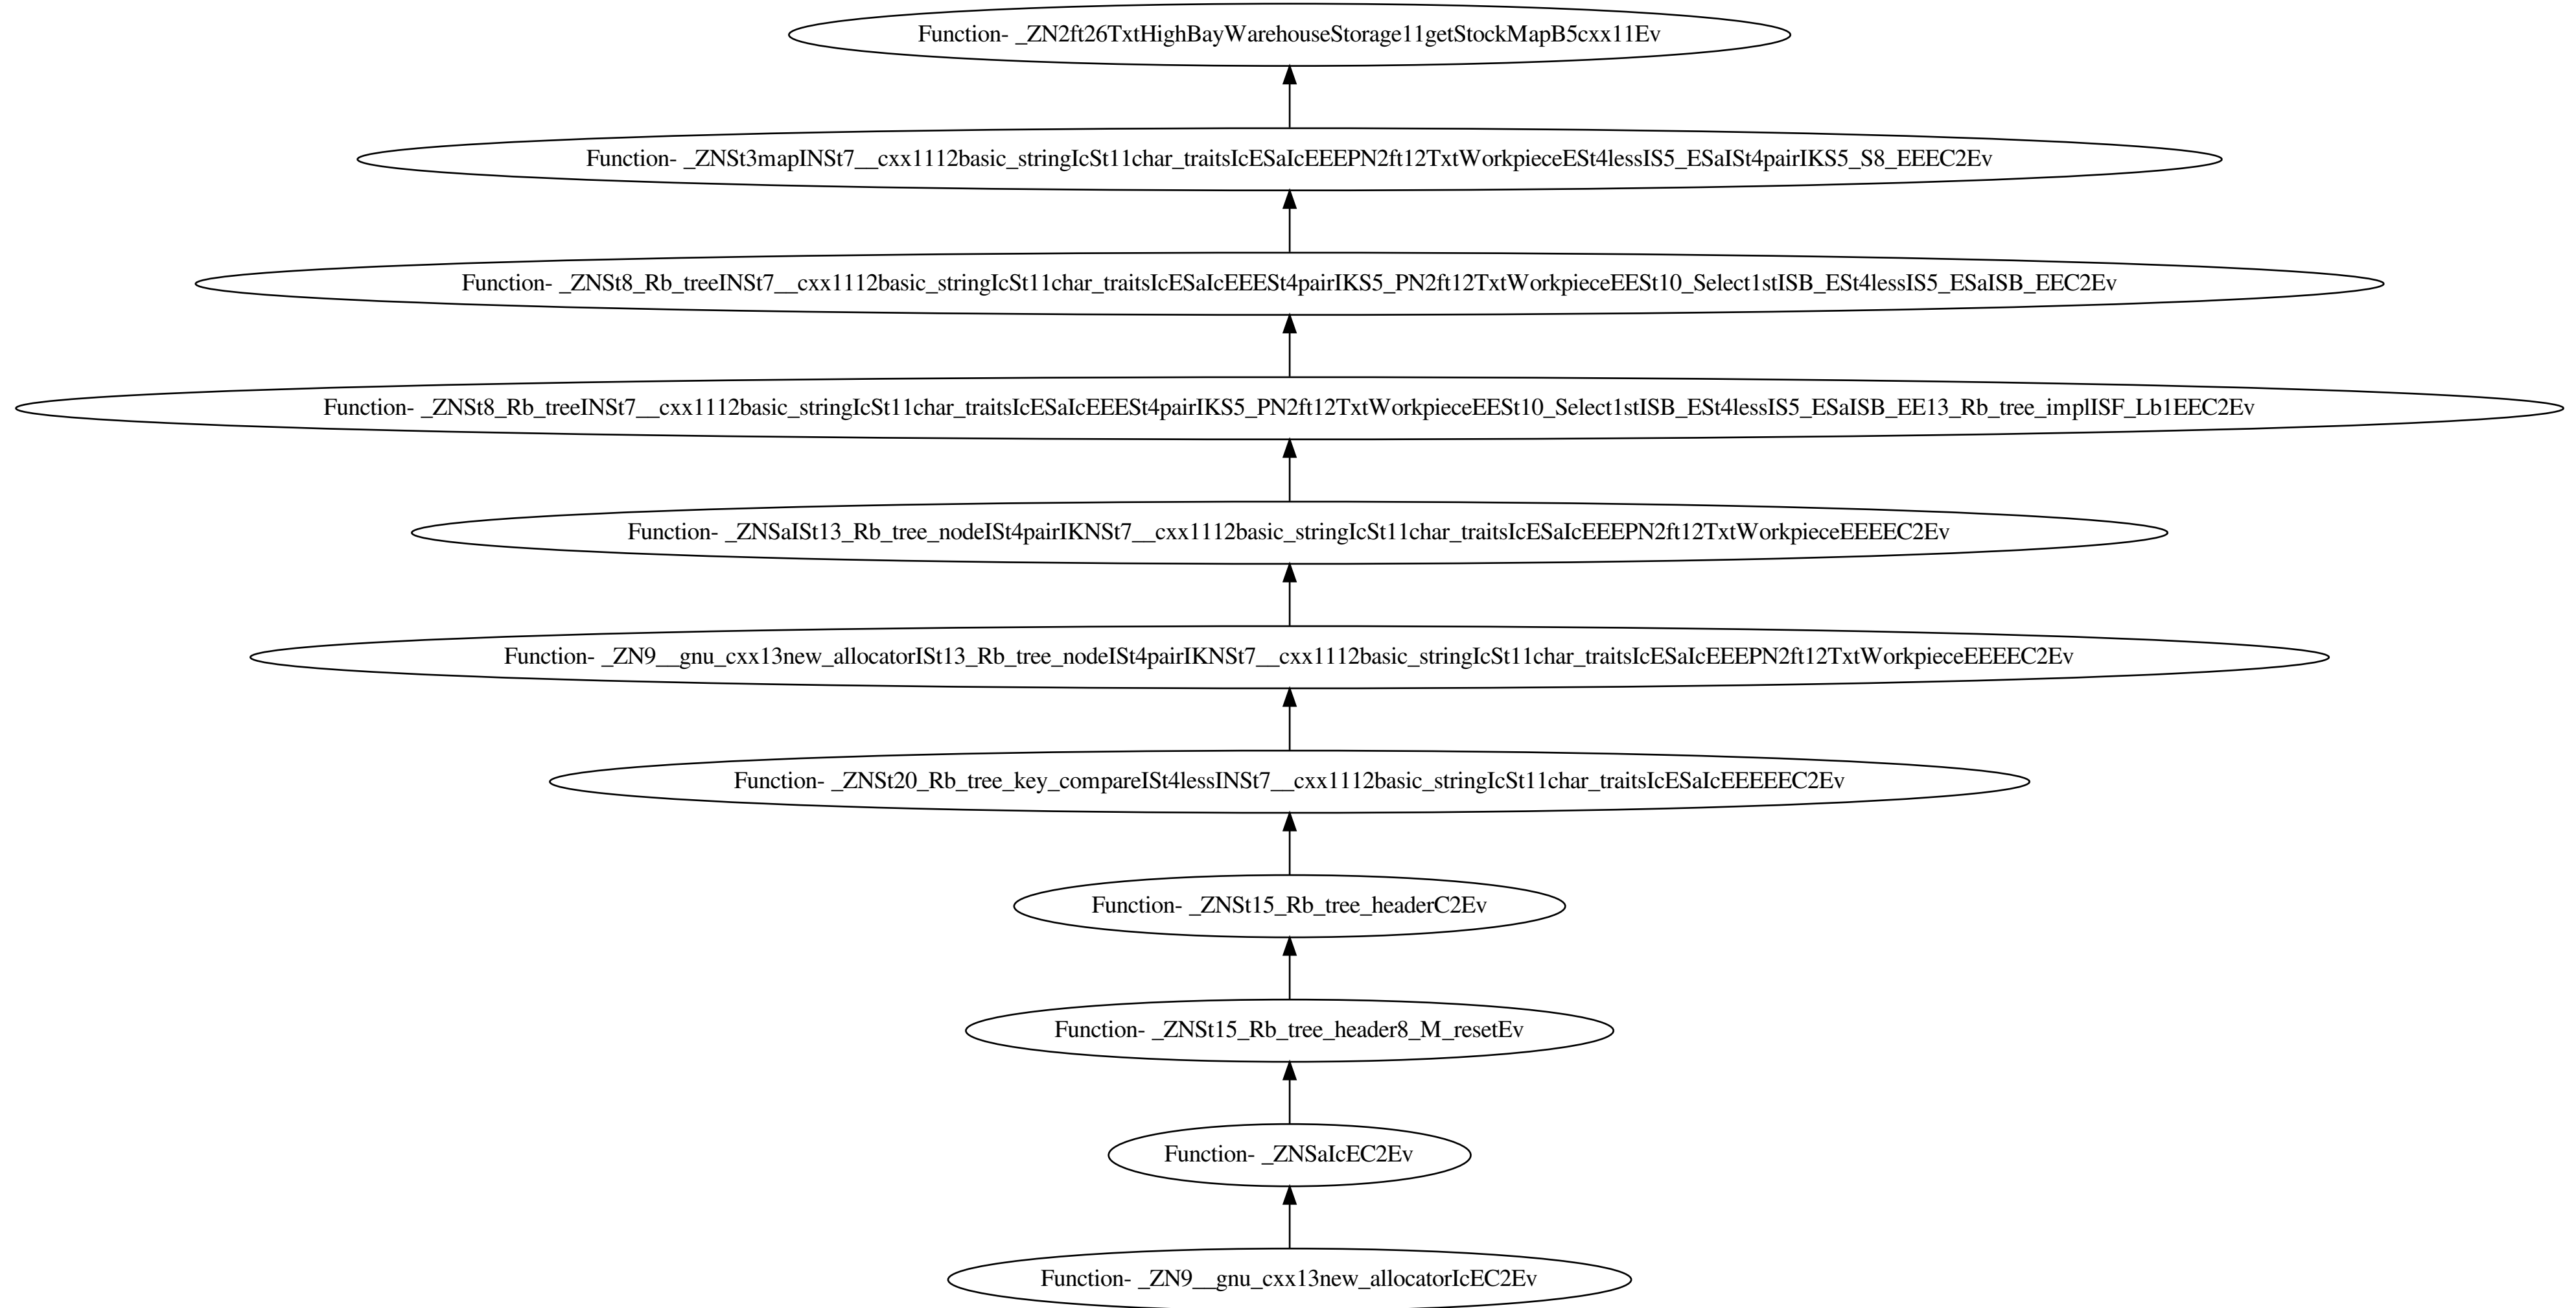 Function- _ZN2ft26TxtHighBayWarehouseStorage11getStockMapB5cxx11Ev
Function- _ZNSt3mapINSt7__cxx1112basic_stringIcSt11char_traitsIcESaIcEEEPN2ft12TxtWorkpieceESt4lessIS5_ESaISt4pairIKS5_S8_EEEC2Ev
Function- _ZNSt8_Rb_treeINSt7__cxx1112basic_stringIcSt11char_traitsIcESaIcEEESt4pairIKS5_PN2ft12TxtWorkpieceEESt10_Select1stISB_ESt4lessIS5_ESaISB_EEC2Ev
Function- _ZNSt8_Rb_treeINSt7__cxx1112basic_stringIcSt11char_traitsIcESaIcEEESt4pairIKS5_PN2ft12TxtWorkpieceEESt10_Select1stISB_ESt4lessIS5_ESaISB_EE13_Rb_tree_implISF_Lb1EEC2Ev
Function- _ZNSaISt13_Rb_tree_nodeISt4pairIKNSt7__cxx1112basic_stringIcSt11char_traitsIcESaIcEEEPN2ft12TxtWorkpieceEEEEC2Ev
Function- _ZN9__gnu_cxx13new_allocatorISt13_Rb_tree_nodeISt4pairIKNSt7__cxx1112basic_stringIcSt11char_traitsIcESaIcEEEPN2ft12TxtWorkpieceEEEEC2Ev
Function- _ZNSt20_Rb_tree_key_compareISt4lessINSt7__cxx1112basic_stringIcSt11char_traitsIcESaIcEEEEEC2Ev
Function- _ZNSt15_Rb_tree_headerC2Ev
Function- _ZNSt15_Rb_tree_header8_M_resetEv
Function- _ZNSaIcEC2Ev
Function- _ZN9__gnu_cxx13new_allocatorIcEC2Ev